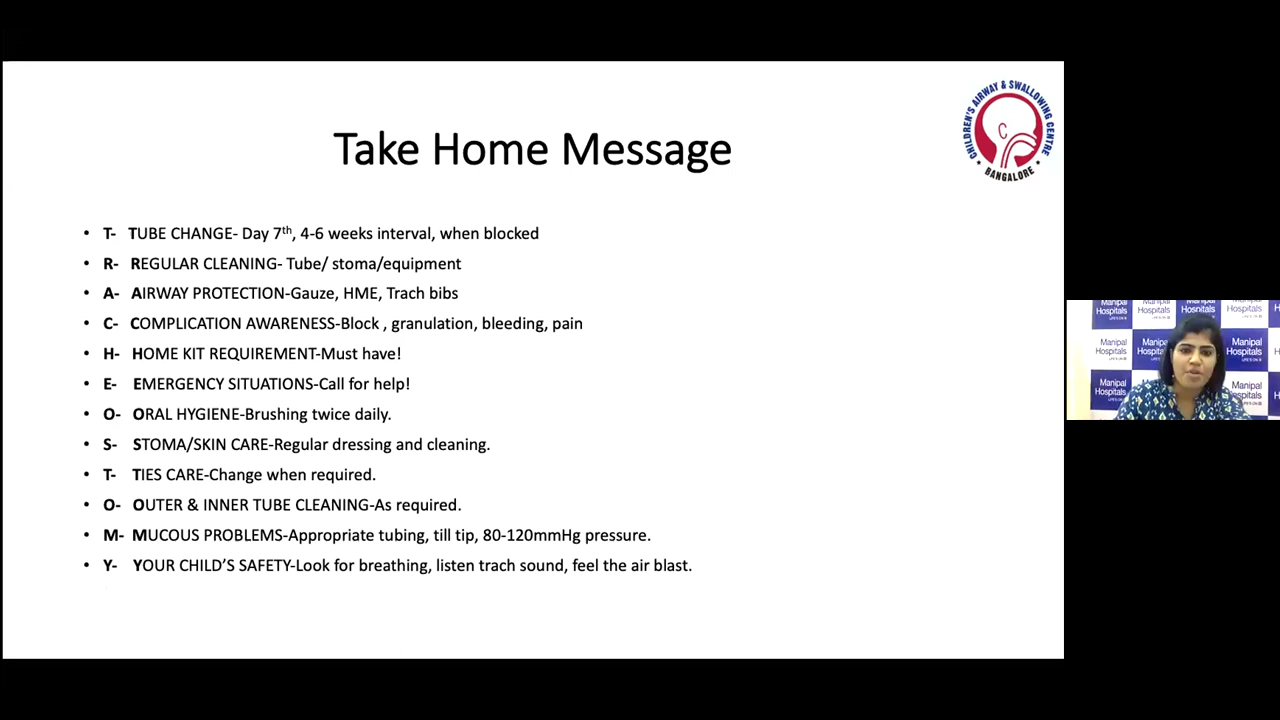 CHILDREN'S AIRWAY & SWALLOWING CENTRE
BANGALORE
Take Home Message
• T- TUBE CHANGE- Day 7th, 4-6 weeks interval, when blocked
• R- REGULAR CLEANING- Tube/ stoma/equipment
• A- AIRWAY PROTECTION-Gauze, HME, Trach bibs
• C- COMPLICATION AWARENESS-Block , granulation, bleeding, pain
• H- HOME KIT REQUIREMENT-Must have!
• E- EMERGENCY SITUATIONS-Call for help!
• O- ORAL HYGIENE-Brushing twice daily.
• S- STOMA/SKIN CARE-Regular dressing and cleaning.
• T- TIES CARE-Change when required.
• O- OUTER & INNER TUBE CLEANING-As required.
• M- MUCOUS PROBLEMS-Appropriate tubing, till tip, 80-120mmHg pressure.
• Y- YOUR CHILD'S SAFETY-Look for breathing, listen trach sound, feel the air blast.
Manipal
Hospitals